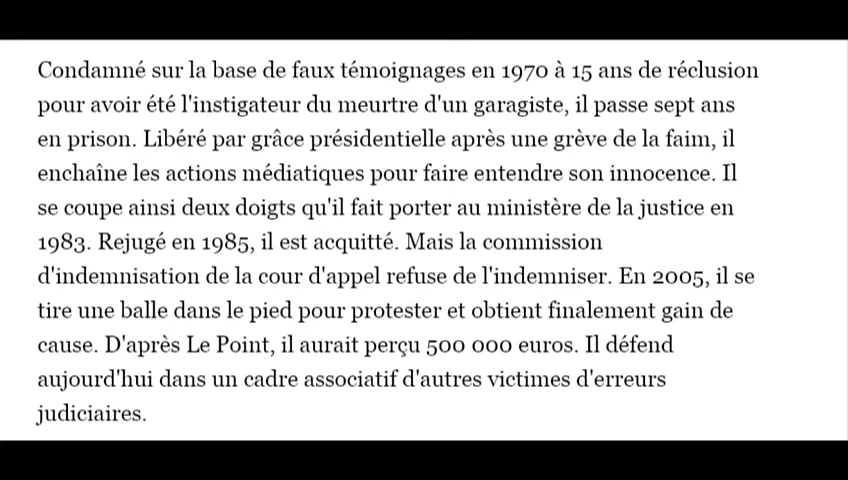 Condamné sur la base de faux témoignages en 1970 à 15 ans de réclusion
pour avoir été l'instigateur du meurtre d'un garagiste, il passe sept ans
en prison. Libéré par grâce présidentielle après une grève de la faim, il
enchaîne les actions médiatiques pour faire entendre son innocence. Il
se coupe ainsi deux doigts qu'il fait porter au ministère de la justice en
1983. Rejugé en 1985, il est acquitté. Mais la commission
d'indemnisation de la cour d'appel refuse de l'indemniser. En 2005, il se
tire une balle dans le pied pour protester et obtient finalement gain de
cause. D'après Le Point, il aurait perçu 500 000 euros. Il défend
aujourd'hui dans un cadre associatif d'autres victimes d'erreurs
judiciaires.